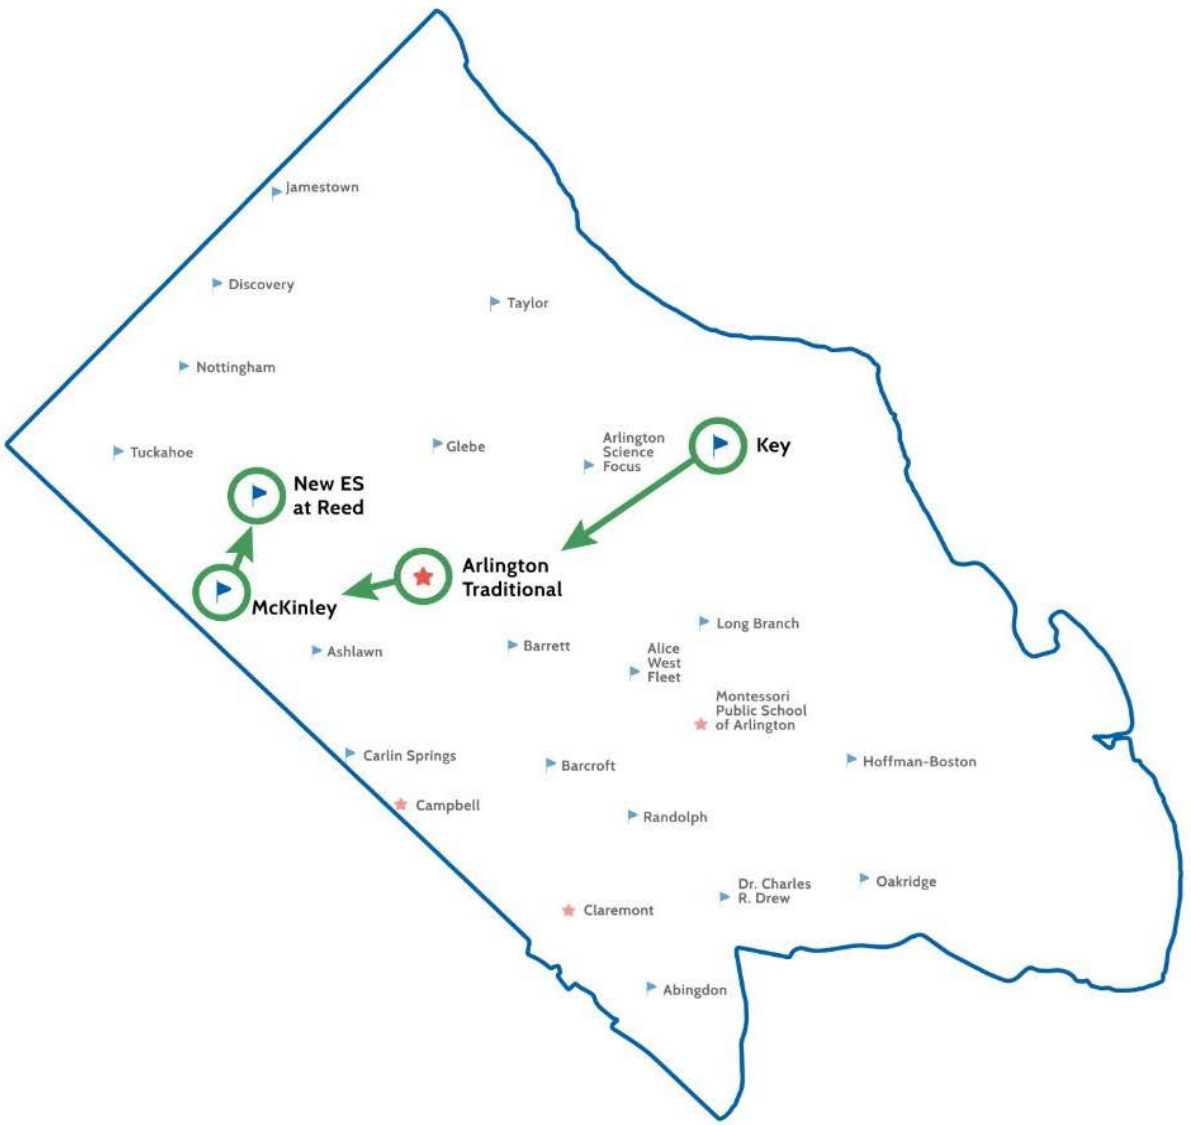 Jamestown
Discovery
Taylor
Nottingham
Arlington
Science
Focus
Key
Glebe
Tuckahoe
New ES
at Reed
Arlington
Traditional
McKinley
Long Branch
Barrett
Alice
West
Fleet
Ashlawn
Montessori
Public School
of Arlington
Carlin Springs
Barcroft
Hoffman-Boston
Campbell
Randolph
Dr. Charles
R. Drew
Oakridge
Claremont
Abingdon